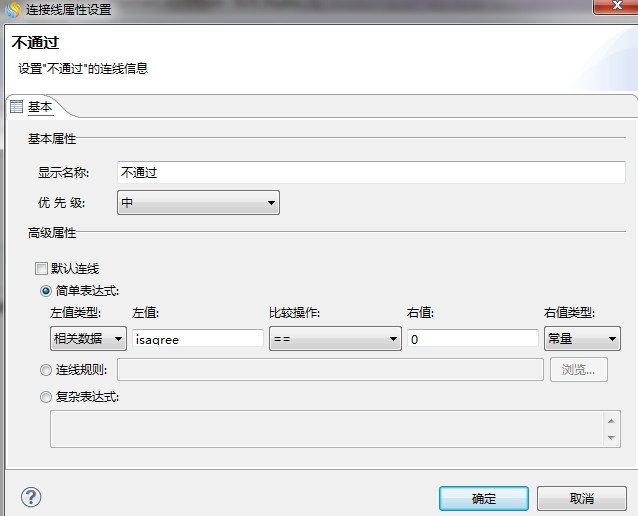 连接线属性设置
不通过
设置"不通过"的连线信息
基本
基本属性
显示名称: 不通过
优 先 级: 中
高级属性
默认连线
简单表达式:
左值类型: 左值: 比较操作: 右值: 右值类型:
相关数据 isagree == 0 常量
连线规则: 浏览...
复杂表达式:
确定 取消